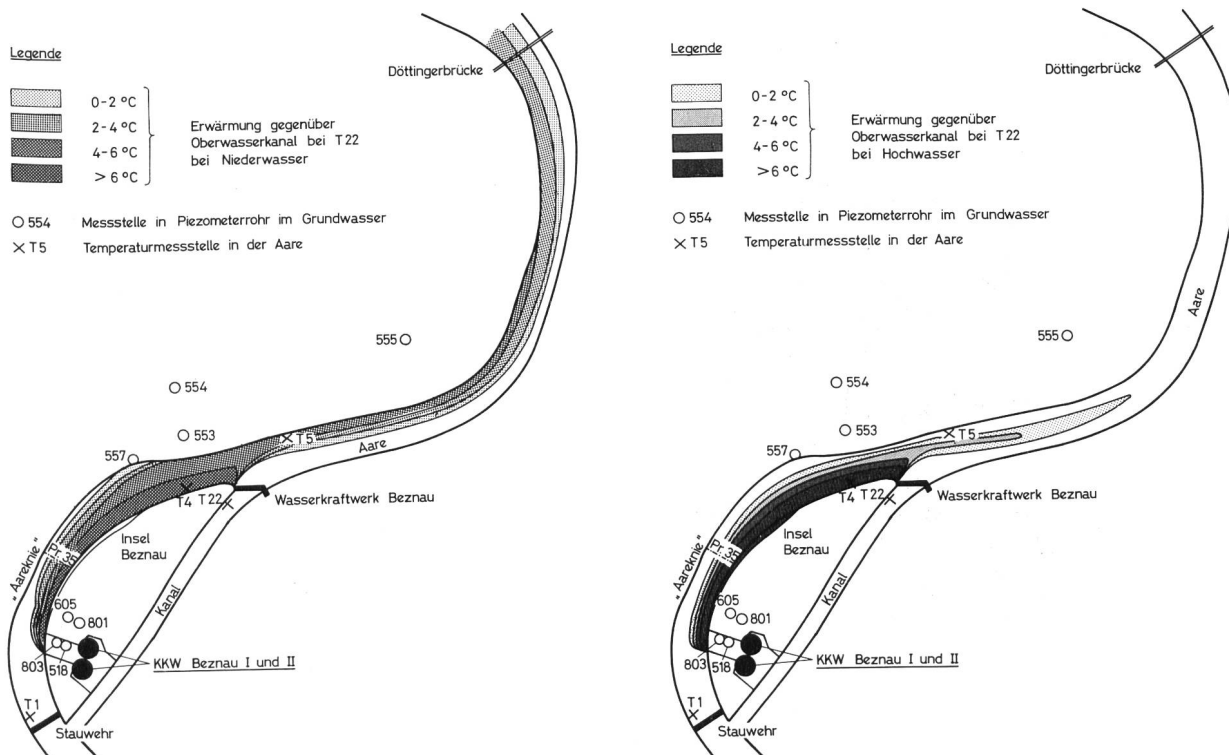 Legende
0-2 °C
2-4 °C
4-6 °C
>6 °C
Erwärmung gegenüber
Oberwasserkanal bei T22
bei Niederwasser
554 Messstelle in Piezometerrohr im Grundwasser
T5 Temperaturmessstelle in der Aare
Döttingerbrücke
555
554
553
557
T5
Aare
T4
T22
Wasserkraftwerk Beznau
Insel
Beznau
"Aareknie"
Pr. 35
Kanal
605
801
803
518
KKW Beznau I und II
T1
Stauwehr
Legende
0-2 °C
2-4 °C
4-6 °C
>6 °C
Erwärmung gegenüber
Oberwasserkanal bei T22
bei Hochwasser
554 Messstelle in Piezometerrohr im Grundwasser
T5 Temperaturmessstelle in der Aare
Döttingerbrücke
Aare
555
554
553
557
T5
T4
T22
Wasserkraftwerk Beznau
Insel
Beznau
"Aareknie"
Pr. 35
Kanal
605
801
803
518
KKW Beznau I und II
T1
Stauwehr